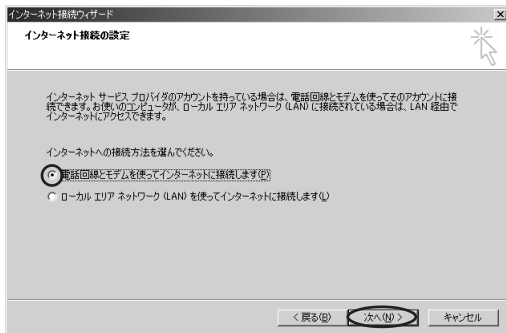 インターネット接続ウィザード
インターネット接続の設定
インターネット サービス プロバイダのアカウントを持っている場合は、電話回線とモデムを使ってそのアカウントに接
続できます。お使いのコンピュータが、ローカル エリア ネットワーク (LAN) に接続されている場合は、LAN 経由で
インターネットにアクセスできます。
インターネットへの接続方法を選んでください。
電話回線とモデムを使ってインターネットに接続します(P)
ローカル エリア ネットワーク (LAN) を使ってインターネットに接続します(L)
< 戻る(B) 次へ(N) > キャンセル